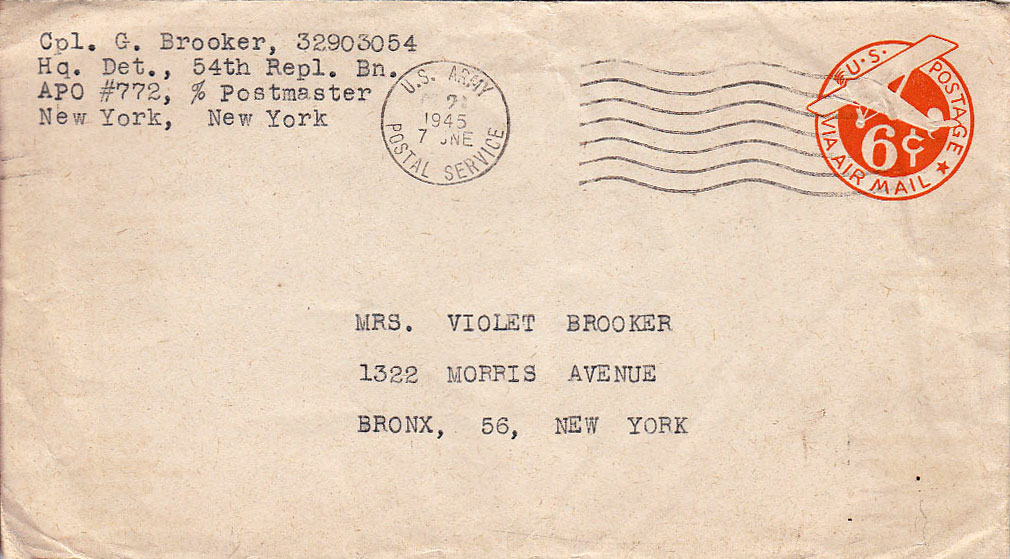 Cpl. G. Brooker, 32903054
Hq. Det., 54th Repl. Bn.
APO #772, % Postmaster
New York, New York
U.S. ARMY
1945
7
POSTAL SERVICE
U.S. POSTAGE
6¢
VIA AIR MAIL
MRS. VIOLET BROOKER
1322 MORRIS AVENUE
BRONX, 56, NEW YORK